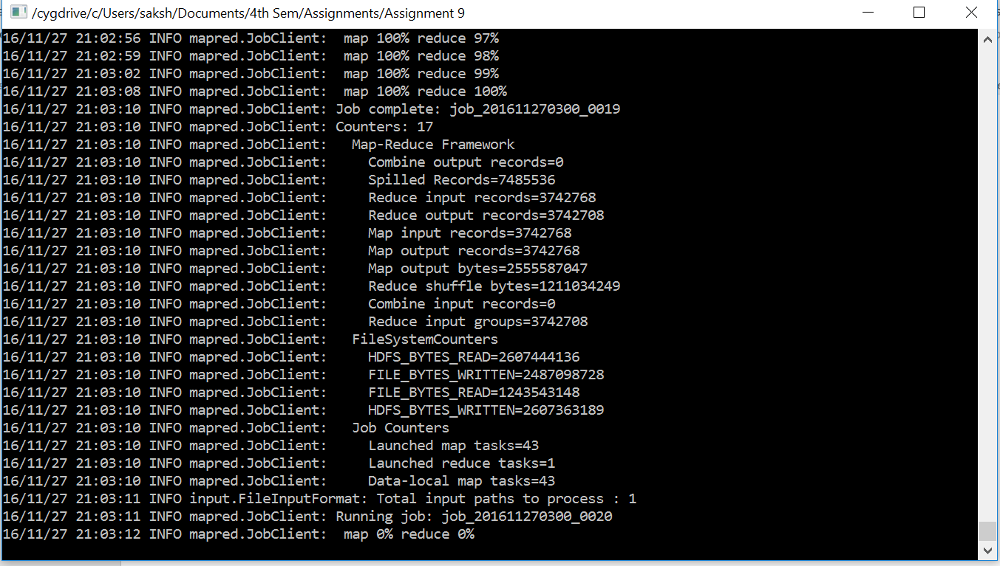 /cygdrive/c/Users/saksh/Documents/4th Sem/Assignments/Assignment 9
16/11/27 21:02:56 INFO mapred.JobClient:  map 100% reduce 97%
16/11/27 21:02:59 INFO mapred.JobClient:  map 100% reduce 98%
16/11/27 21:03:02 INFO mapred.JobClient:  map 100% reduce 99%
16/11/27 21:03:08 INFO mapred.JobClient:  map 100% reduce 100%
16/11/27 21:03:10 INFO mapred.JobClient: Job complete: job_201611270300_0019
16/11/27 21:03:10 INFO mapred.JobClient: Counters: 17
16/11/27 21:03:10 INFO mapred.JobClient:   Map-Reduce Framework
16/11/27 21:03:10 INFO mapred.JobClient:     Combine output records=0
16/11/27 21:03:10 INFO mapred.JobClient:     Spilled Records=7485536
16/11/27 21:03:10 INFO mapred.JobClient:     Reduce input records=3742768
16/11/27 21:03:10 INFO mapred.JobClient:     Reduce output records=3742708
16/11/27 21:03:10 INFO mapred.JobClient:     Map input records=3742768
16/11/27 21:03:10 INFO mapred.JobClient:     Map output records=3742768
16/11/27 21:03:10 INFO mapred.JobClient:     Map output bytes=2555587047
16/11/27 21:03:10 INFO mapred.JobClient:     Reduce shuffle bytes=1211034249
16/11/27 21:03:10 INFO mapred.JobClient:     Combine input records=0
16/11/27 21:03:10 INFO mapred.JobClient:     Reduce input groups=3742708
16/11/27 21:03:10 INFO mapred.JobClient:   FileSystemCounters
16/11/27 21:03:10 INFO mapred.JobClient:     HDFS_BYTES_READ=2607444136
16/11/27 21:03:10 INFO mapred.JobClient:     FILE_BYTES_WRITTEN=2487098728
16/11/27 21:03:10 INFO mapred.JobClient:     FILE_BYTES_READ=1243543148
16/11/27 21:03:10 INFO mapred.JobClient:     HDFS_BYTES_WRITTEN=2607363189
16/11/27 21:03:10 INFO mapred.JobClient:   Job Counters
16/11/27 21:03:10 INFO mapred.JobClient:     Launched map tasks=43
16/11/27 21:03:10 INFO mapred.JobClient:     Launched reduce tasks=1
16/11/27 21:03:10 INFO mapred.JobClient:     Data-local map tasks=43
16/11/27 21:03:11 INFO input.FileInputFormat: Total input paths to process : 1
16/11/27 21:03:11 INFO mapred.JobClient: Running job: job_201611270300_0020
16/11/27 21:03:12 INFO mapred.JobClient:  map 0% reduce 0%